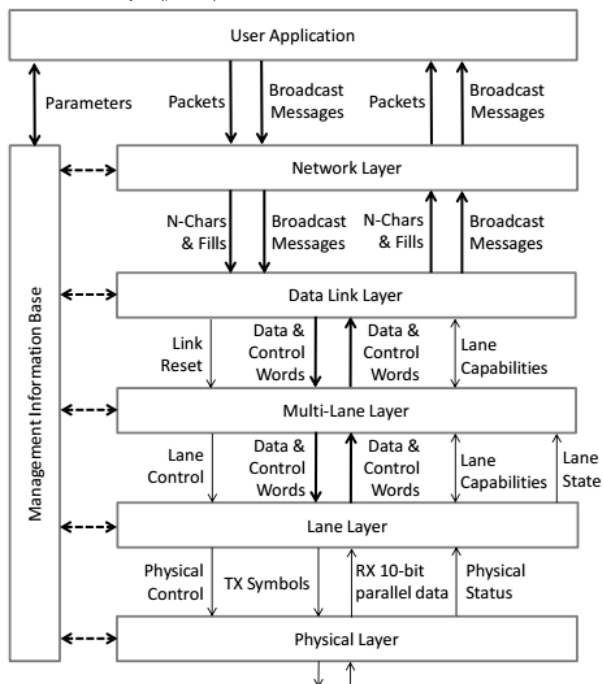 User Application
Parameters
Packets
Broadcast
Messages
Packets
Broadcast
Messages
Management Information Base
Network Layer
N-Chars
& Fills
Broadcast
Messages
N-Chars
& Fills
Broadcast
Messages
Data Link Layer
Link
Reset
Data &
Control
Words
Data &
Control
Words
Lane
Capabilities
Multi-Lane Layer
Lane
Control
Data &
Control
Words
Data &
Control
Words
Lane
Capabilities
Lane
State
Lane Layer
Physical
Control
TX Symbols
RX 10-bit
parallel data
Physical
Status
Physical Layer